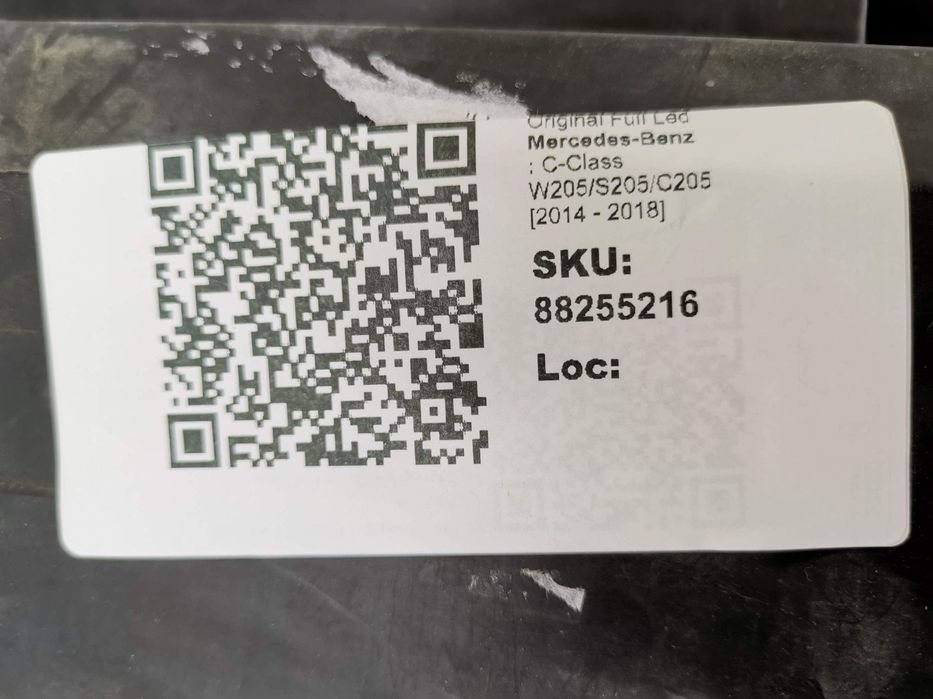 Original Full Led
Mercedes-Benz
: C-Class
W205/S205/C205
[2014 - 2018]
SKU:
88255216
Loc: